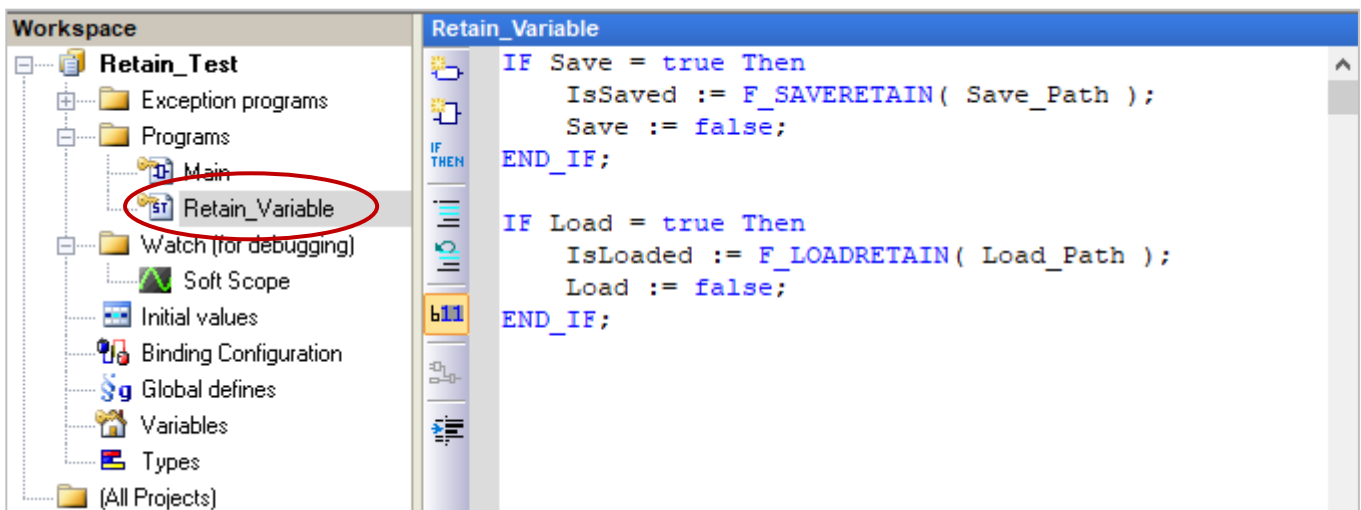 Workspace
Retain_Test
Exception programs
Programs
Main
Retain_Variable
Watch (for debugging)
Soft Scope
Initial values
Binding Configuration
Global defines
Variables
Types
(All Projects)
Retain_Variable
IF
THEN
b11
IF Save = true Then
IsSaved := F_SAVERETAIN( Save_Path );
Save := false;
END_IF;
IF Load = true Then
IsLoaded := F_LOADRETAIN( Load_Path );
Load := false;
END_IF;